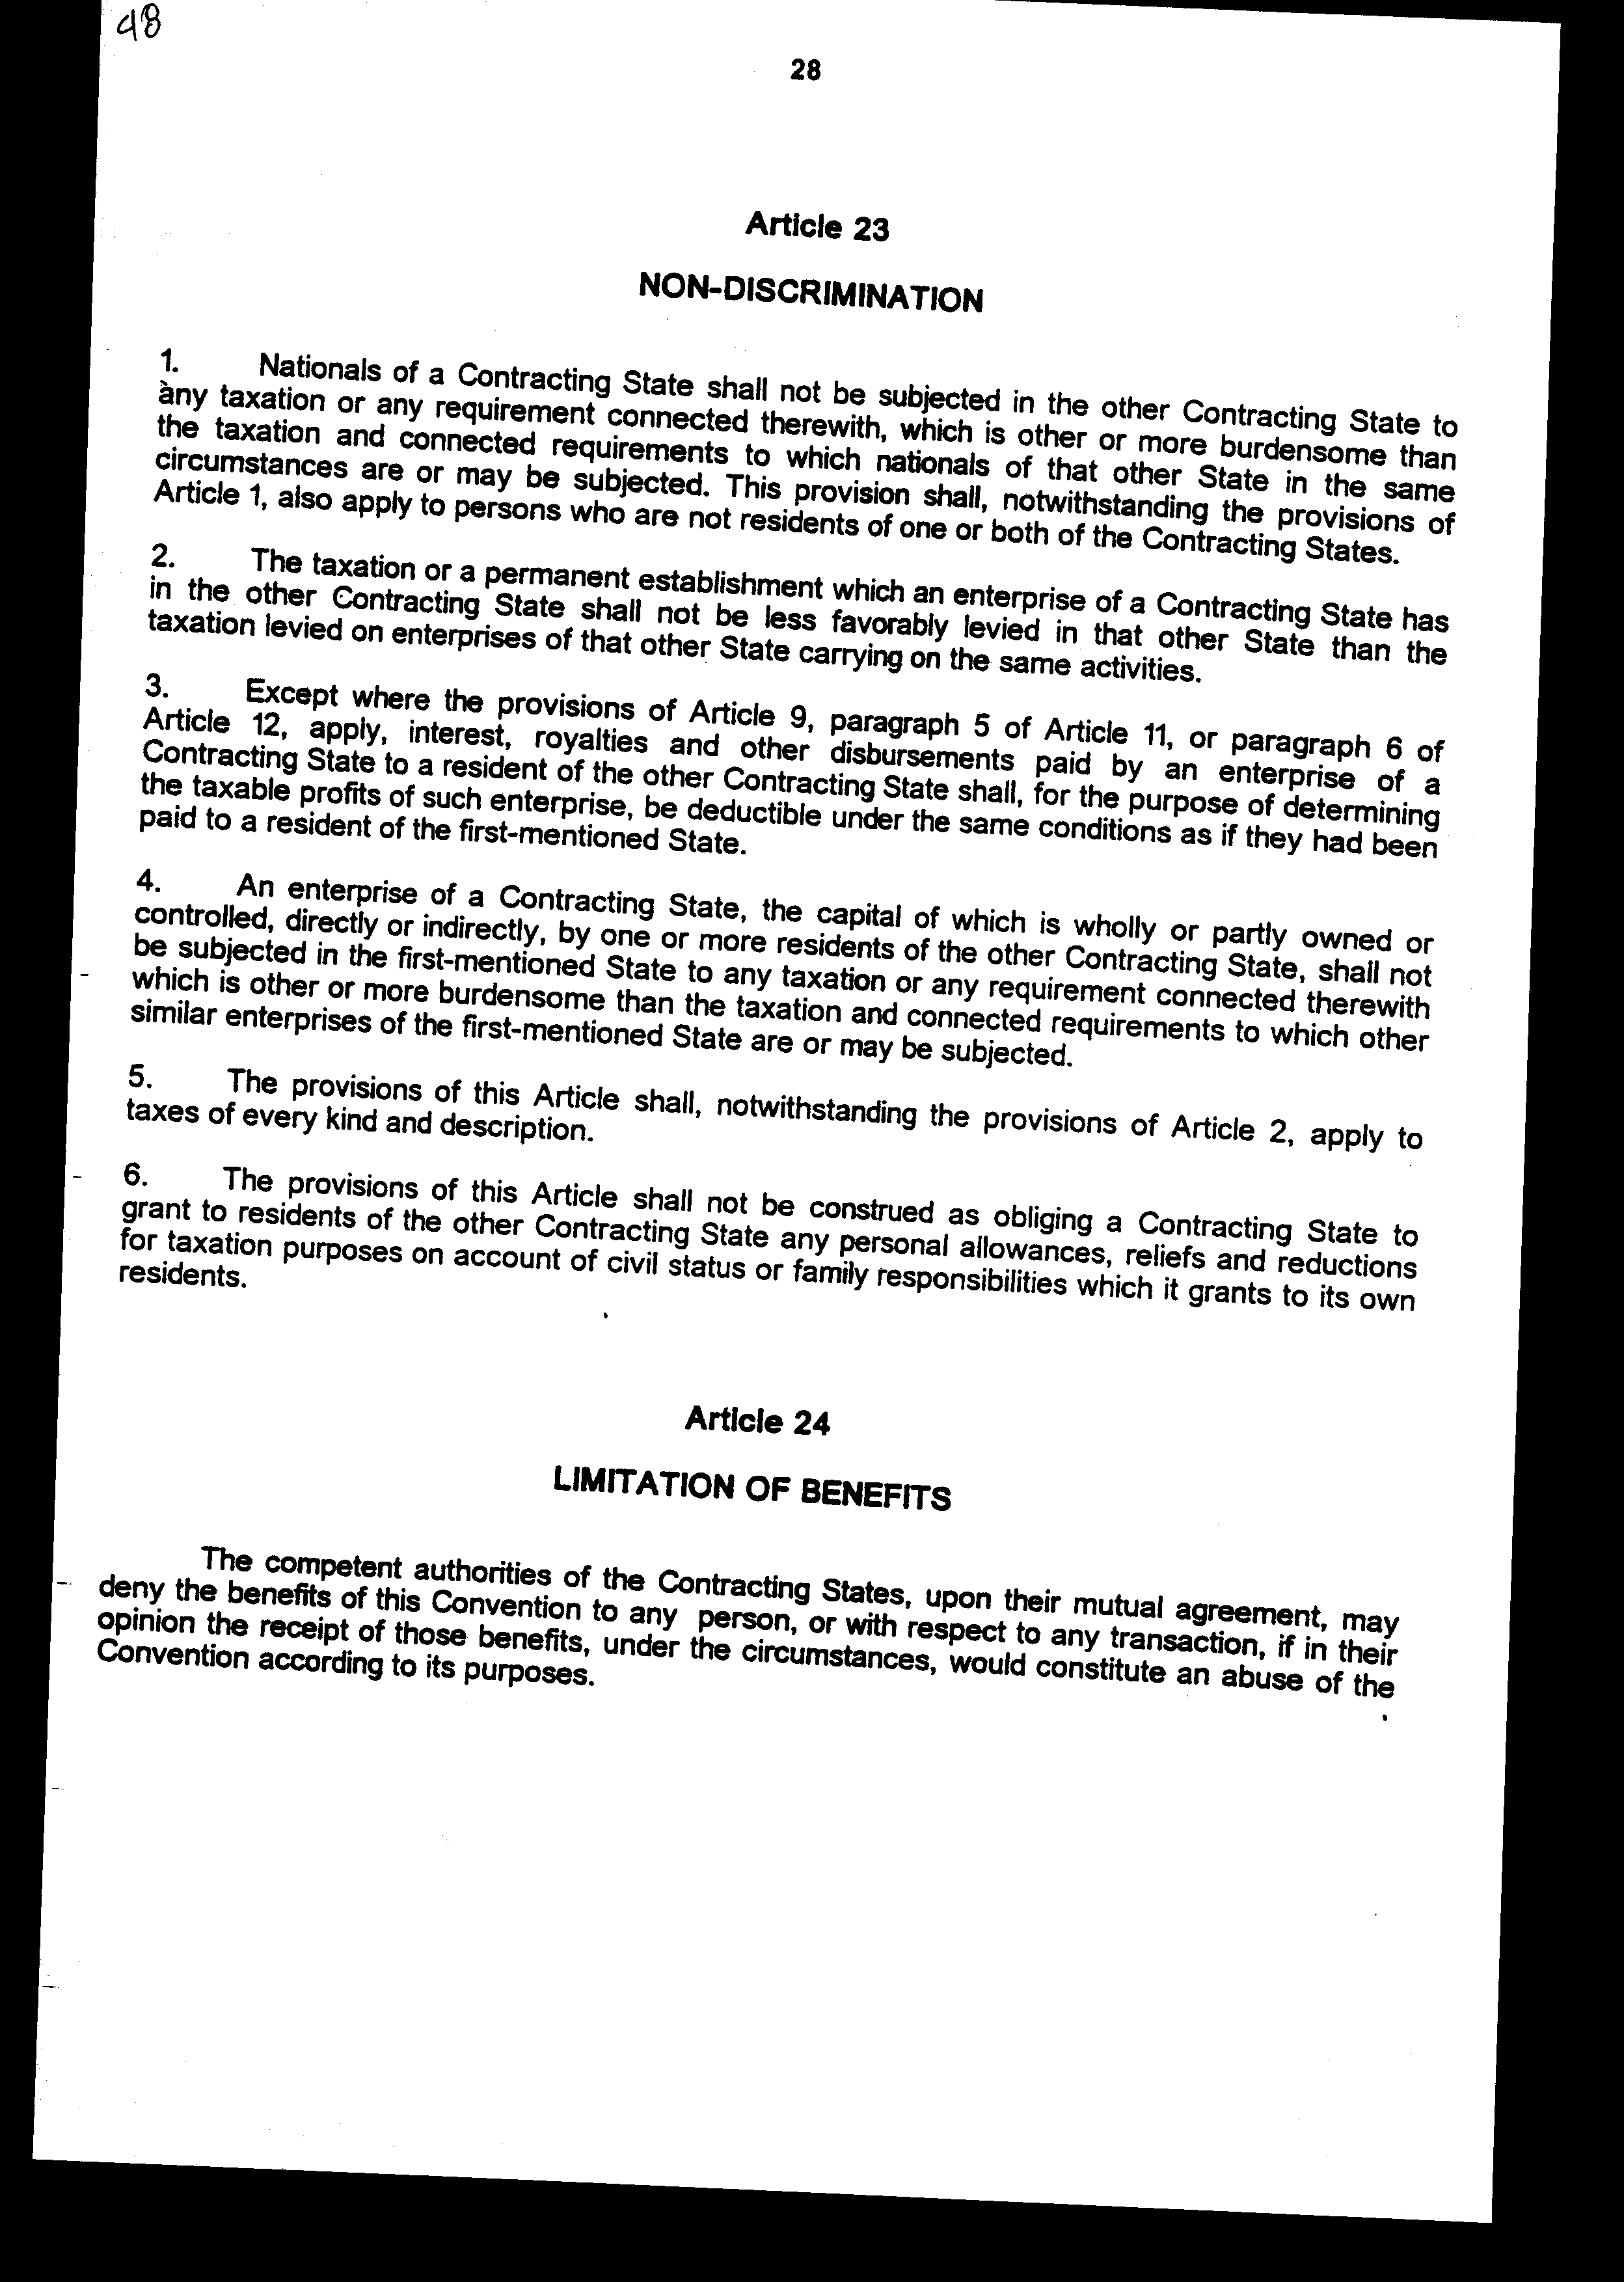 48
28
Article 23
NON-DISCRIMINATION
1. Nationals of a Contracting State shall not be subjected in the other Contracting State to
any taxation or any requirement connected therewith, which is other or more burdensome than
the taxation and connected requirements to which nationals of that other State in the same
circumstances are or may be subjected. This provision shall, notwithstanding the provisions of
Article 1, also apply to persons who are not residents of one or both of the Contracting States.
2. The taxation or a permanent establishment which an enterprise of a Contracting State has
in the other Contracting State shall not be less favorably levied in that other State than the
taxation levied on enterprises of that other State carrying on the same activities.
3. Except where the provisions of Article 9, paragraph 5 of Article 11, or paragraph 6 of
Article 12, apply, interest, royalties and other disbursements paid by an enterprise of a
Contracting State to a resident of the other Contracting State shall, for the purpose of determining
the taxable profits of such enterprise, be deductible under the same conditions as if they had been
paid to a resident of the first-mentioned State.
4. An enterprise of a Contracting State, the capital of which is wholly or partly owned or
controlled, directly or indirectly, by one or more residents of the other Contracting State, shall not
be subjected in the first-mentioned State to any taxation or any requirement connected therewith
which is other or more burdensome than the taxation and connected requirements to which other
similar enterprises of the first-mentioned State are or may be subjected.
5. The provisions of this Article shall, notwithstanding the provisions of Article 2, apply to
taxes of every kind and description.
6. The provisions of this Article shall not be construed as obliging a Contracting State to
grant to residents of the other Contracting State any personal allowances, reliefs and reductions
for taxation purposes on account of civil status or family responsibilities which it grants to its own
residents.
Article 24
LIMITATION OF BENEFITS
The competent authorities of the Contracting States, upon their mutual agreement, may
deny the benefits of this Convention to any person, or with respect to any transaction, if in their
opinion the receipt of those benefits, under the circumstances, would constitute an abuse of the
Convention according to its purposes.